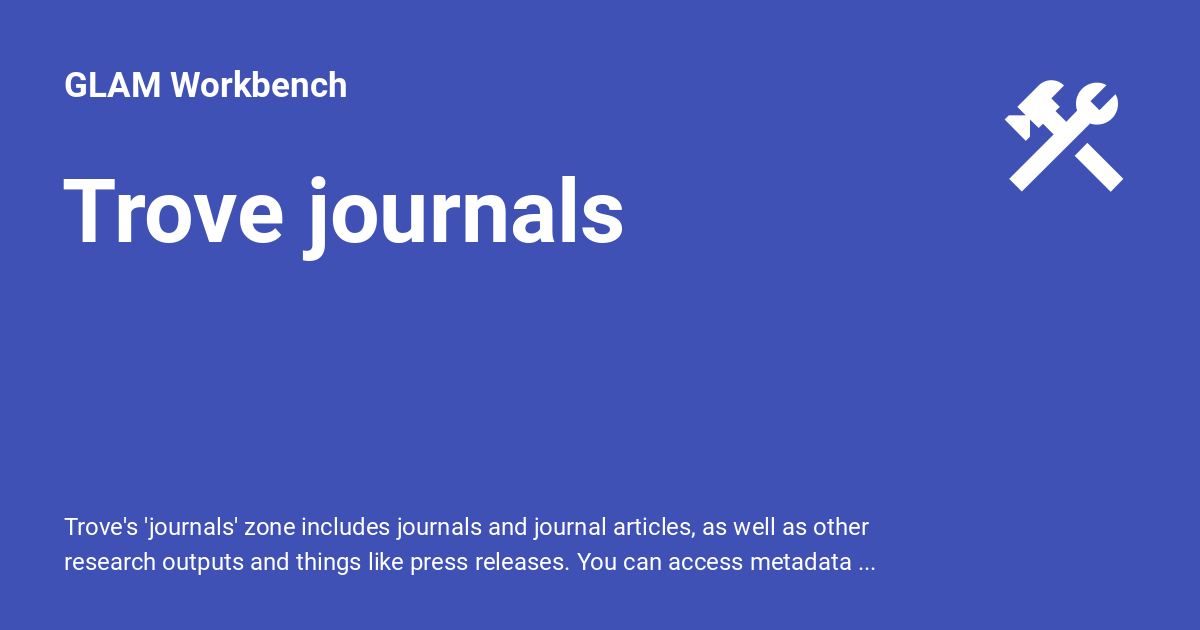 GLAM Workbench
Trove journals
Trove's 'journals' zone includes journals and journal articles, as well as other
research outputs and things like press releases. You can access metadata ...